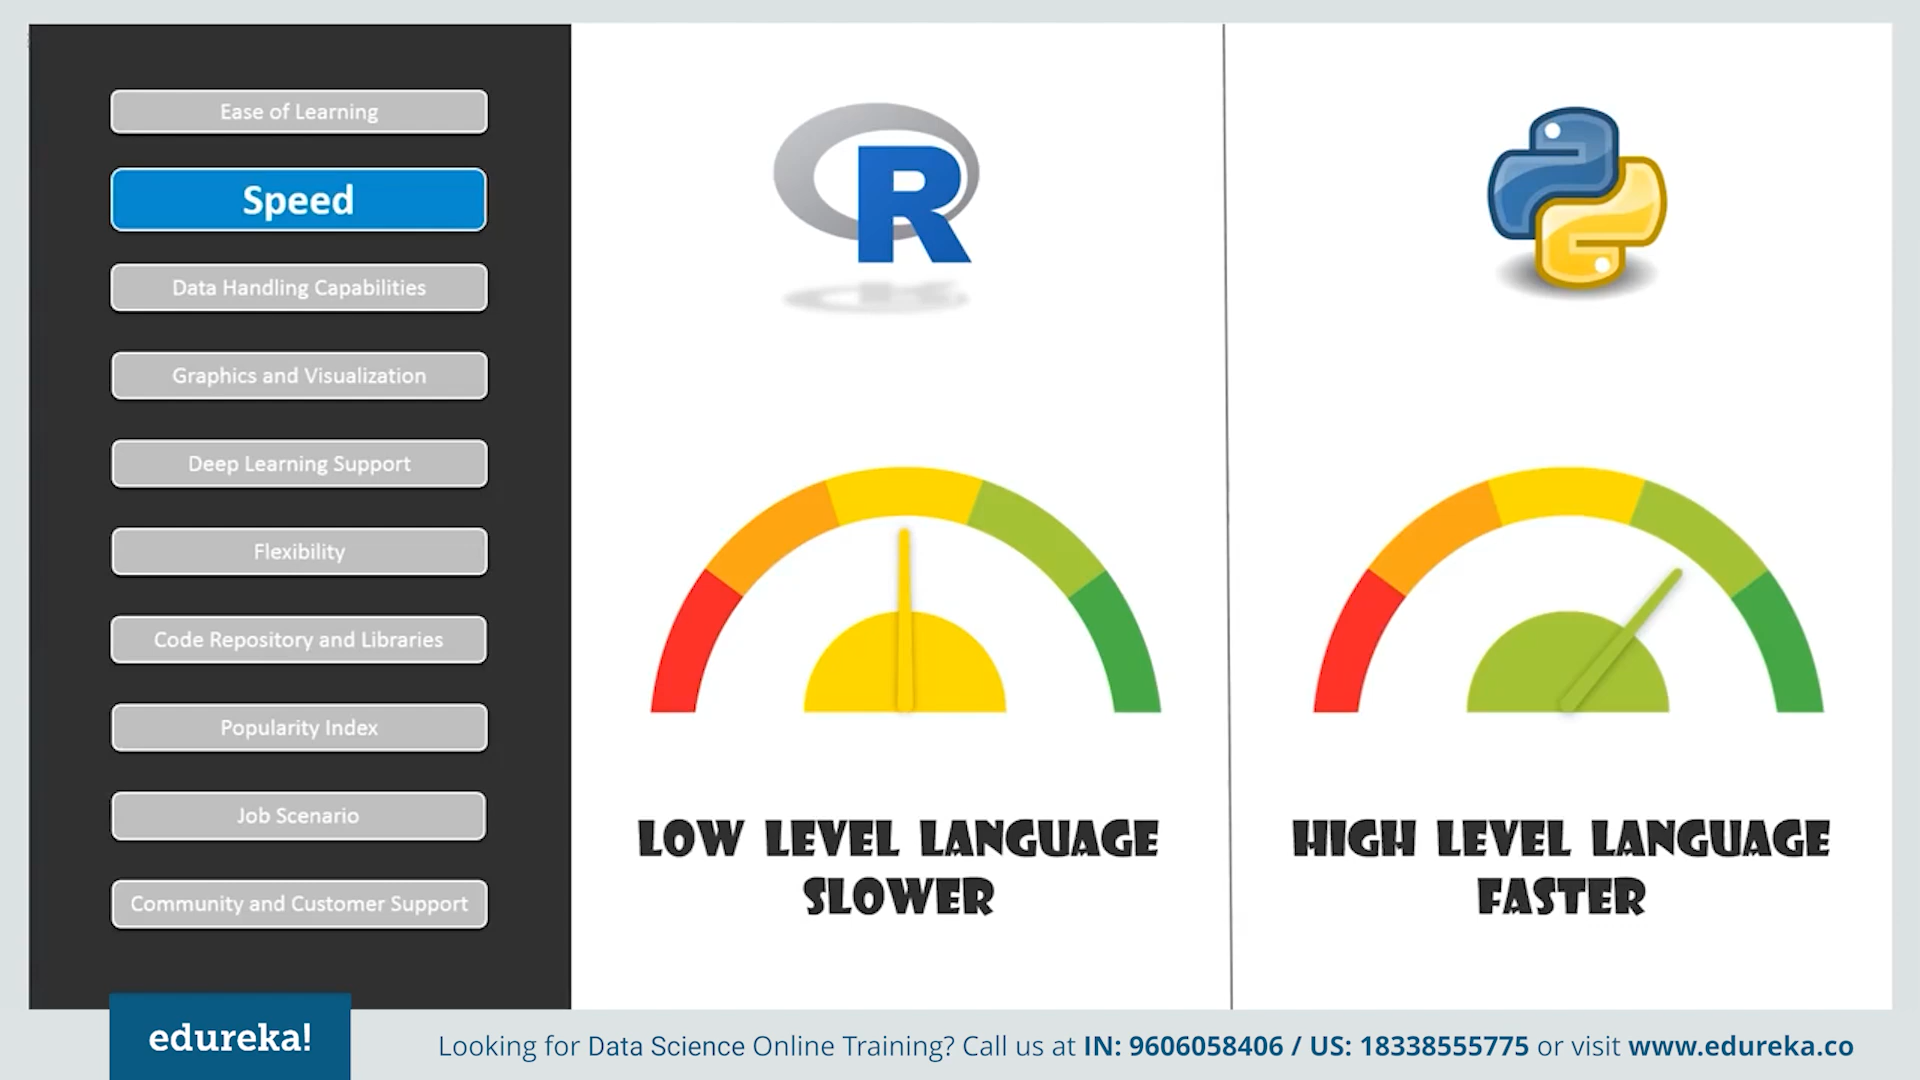 Ease of Learning
Speed
Data Handling Capabilities
Graphics and Visualization
Deep Learning Support
Flexibility
Code Repository and Libraries
Popularity Index
Job Scenario
Community and Customer Support
R
LOW LEVEL LANGUAGE
SLOWER
HIGH LEVEL LANGUAGE
FASTER
edureka!
Looking for Data Science Online Training? Call us at IN: 9606058406 / US: 18338555775 or visit www.edureka.co